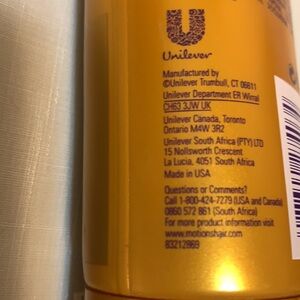 Unilever
Manufactured by
©Unilever Trumbull, CT 06611
Unilever Department ER Wirral
CH63 3JW UK
Unilever Canada, Toronto
Ontario M4W 3R2
Unilever South Africa (PTY) LTD
15 Nollsworth Crescent
La Lucia, 4051 South Africa
Made in USA
Questions or Comments?
Call 1-800-424-7279 (USA and Canada)
0860 572 861 (South Africa)
For more product information visit
www.motionshair.com
83212869